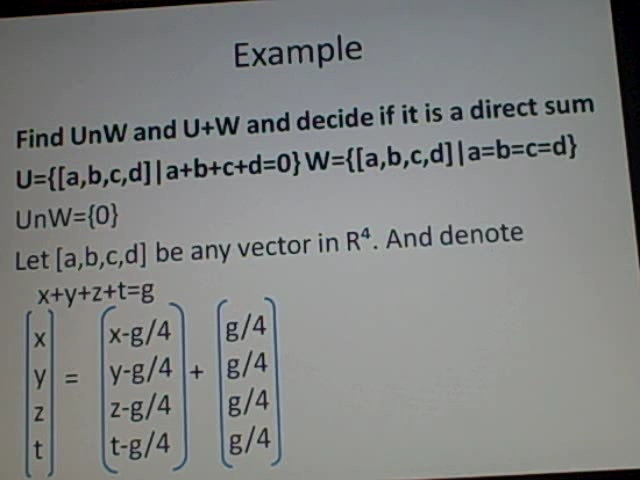 Example
Find UnW and U+W and decide if it is a direct sum
U={[a,b,c,d]|a+b+c+d=0} W={[a,b,c,d]|a=b=c=d}
UnW={0}
Let [a,b,c,d] be any vector in R⁴. And denote
x+y+z+t=g
x x-g/4 g/4
y = y-g/4 + g/4
z z-g/4 g/4
t t-g/4 g/4